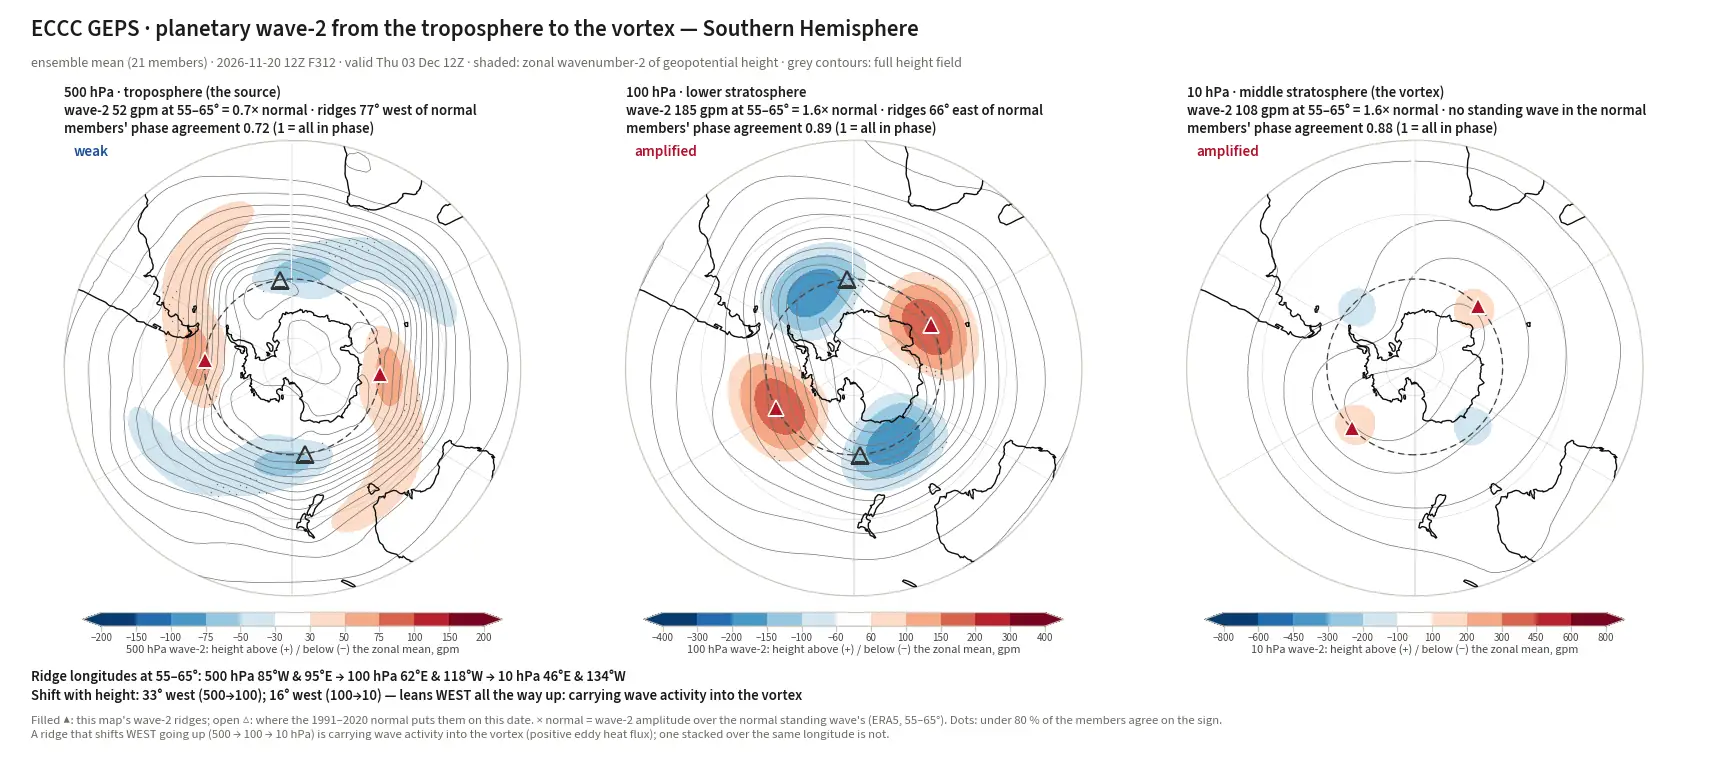 ECCC GEPS · planetary wave-2 from the troposphere to the vortex — Southern Hemisphere
ensemble mean (21 members) · 2026-11-20 12Z F312 · valid Thu 03 Dec 12Z · shaded: zonal wavenumber-2 of geopotential height · grey contours: full height field
500 hPa · troposphere (the source)
wave-2 52 gpm at 55–65° = 0.7× normal · ridges 77° west of normal
members' phase agreement 0.72 (1 = all in phase)
weak
100 hPa · lower stratosphere
wave-2 185 gpm at 55–65° = 1.6× normal · ridges 66° east of normal
members' phase agreement 0.89 (1 = all in phase)
amplified
10 hPa · middle stratosphere (the vortex)
wave-2 108 gpm at 55–65° = 1.6× normal · no standing wave in the normal
members' phase agreement 0.88 (1 = all in phase)
amplified
−200 −150 −100 −75 −50 −30 30 50 75 100 150 200
500 hPa wave-2: height above (+) / below (−) the zonal mean, gpm
−400 −300 −200 −150 −100 −60 60 100 150 200 300 400
100 hPa wave-2: height above (+) / below (−) the zonal mean, gpm
−800 −600 −450 −300 −200 −100 100 200 300 450 600 800
10 hPa wave-2: height above (+) / below (−) the zonal mean, gpm
Ridge longitudes at 55–65°: 500 hPa 85°W & 95°E → 100 hPa 62°E & 118°W → 10 hPa 46°E & 134°W
Shift with height: 33° west (500→100); 16° west (100→10) — leans WEST all the way up: carrying wave activity into the vortex
Filled ▲: this map's wave-2 ridges; open △: where the 1991–2020 normal puts them on this date. × normal = wave-2 amplitude over the normal standing wave's (ERA5, 55–65°). Dots: under 80 % of the members agree on the sign.
A ridge that shifts WEST going up (500 → 100 → 10 hPa) is carrying wave activity into the vortex (positive eddy heat flux); one stacked over the same longitude is not.